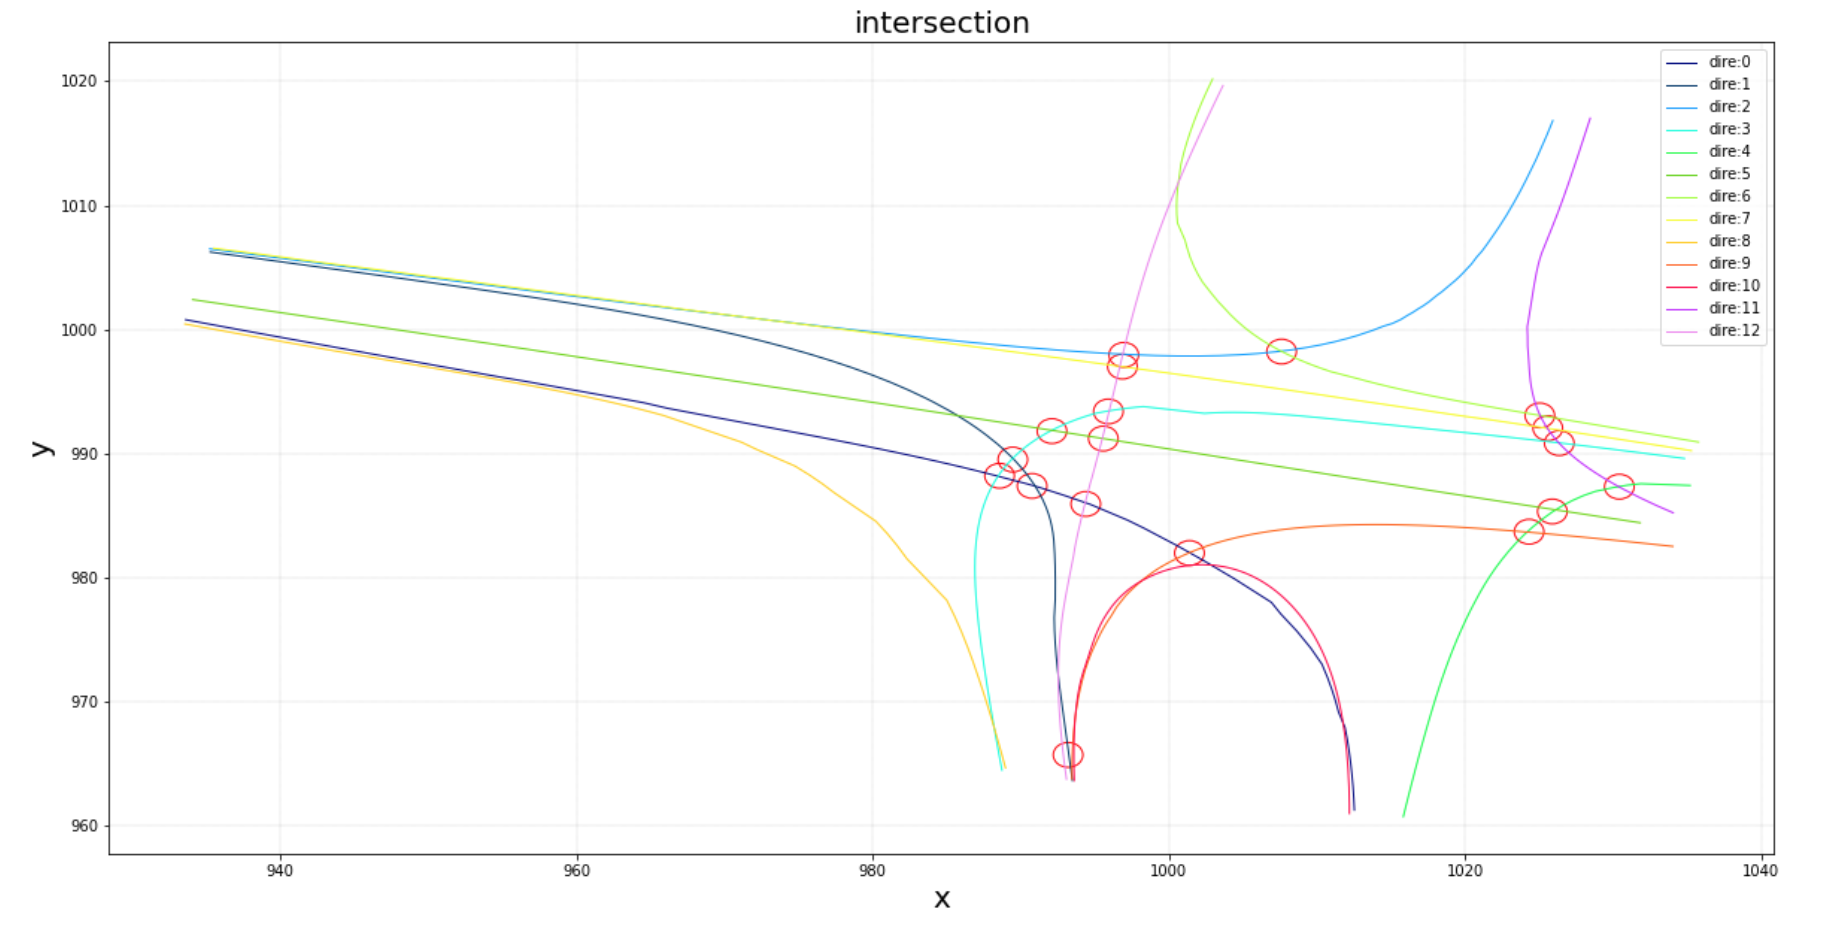 intersection
1020
1010
1000
990
980
970
960
y
940
960
980
1000
1020
1040
x
dire:0
dire:1
dire:2
dire:3
dire:4
dire:5
dire:6
dire:7
dire:8
dire:9
dire:10
dire:11
dire:12